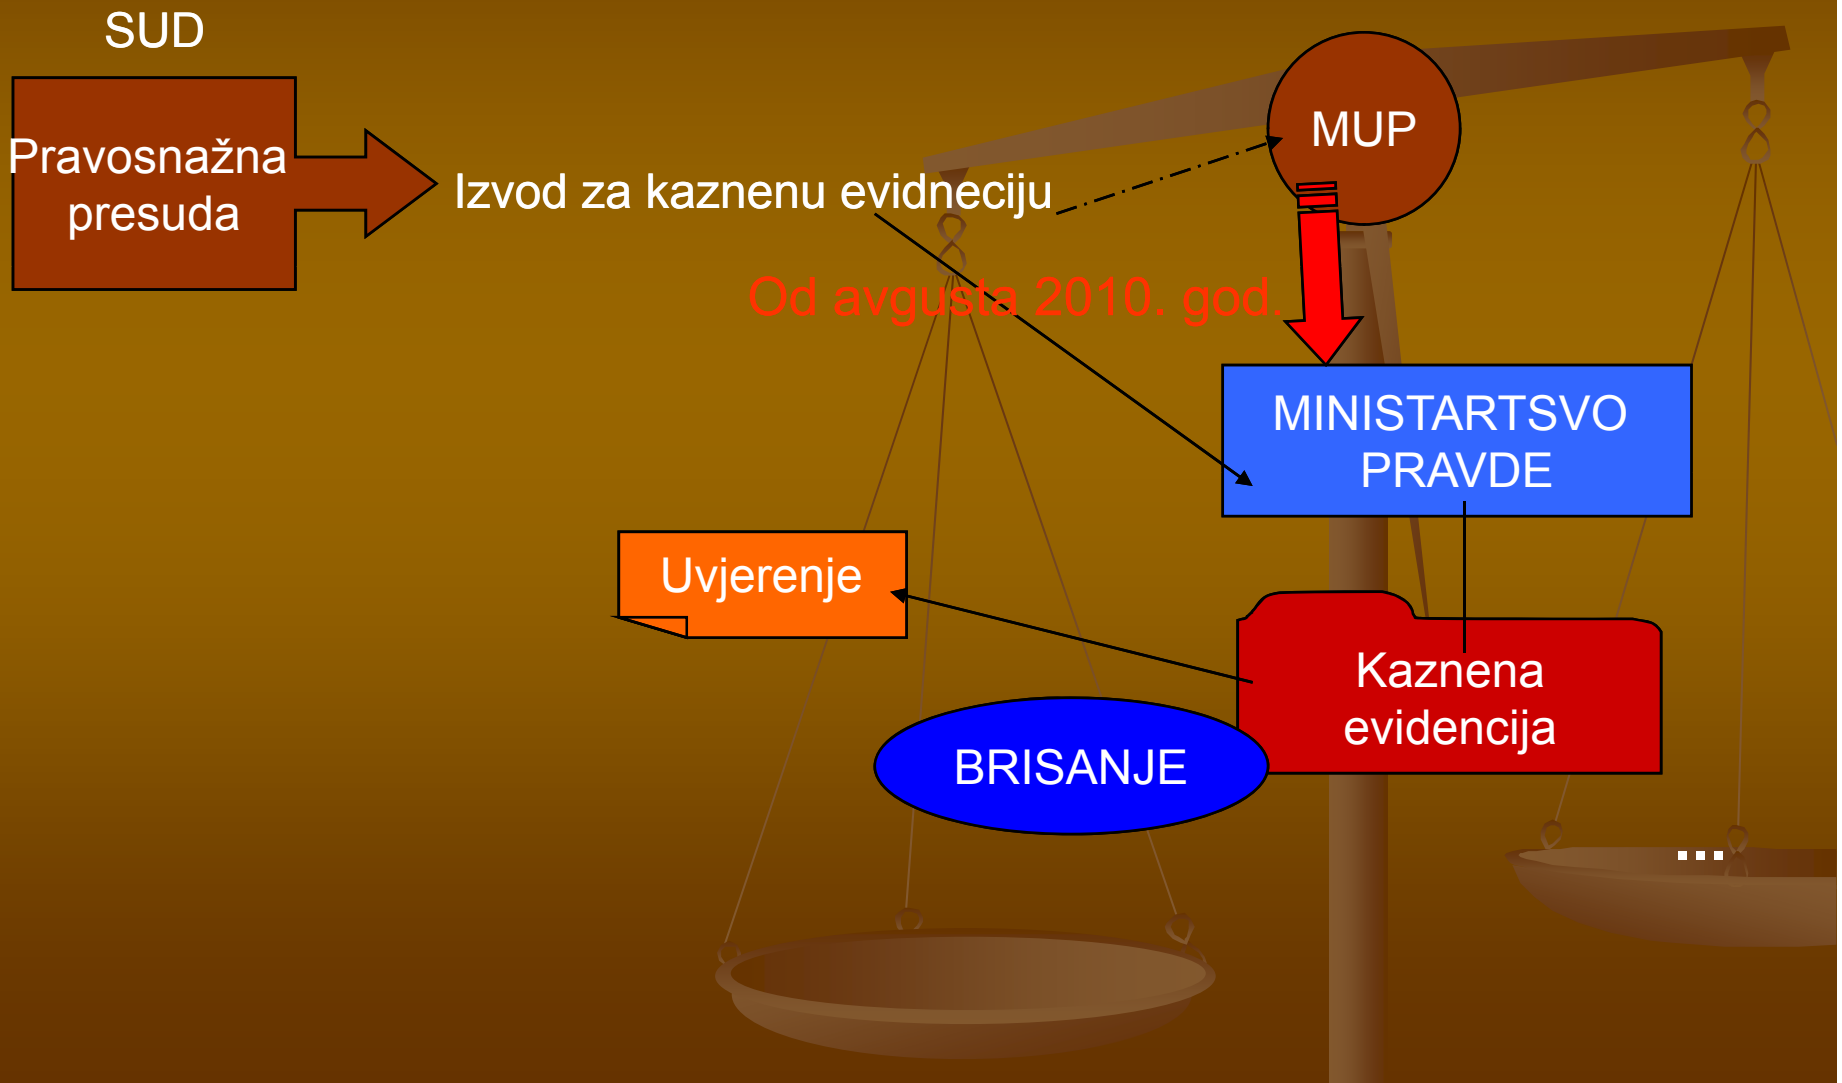 SUD
Pravosnažna
presuda
Izvod za kaznenu evidneciju
MUP
Od avgusta 2010. god.
MINISTARTSVO
PRAVDE
Uvjerenje
Kaznena
evidencija
BRISANJE
...